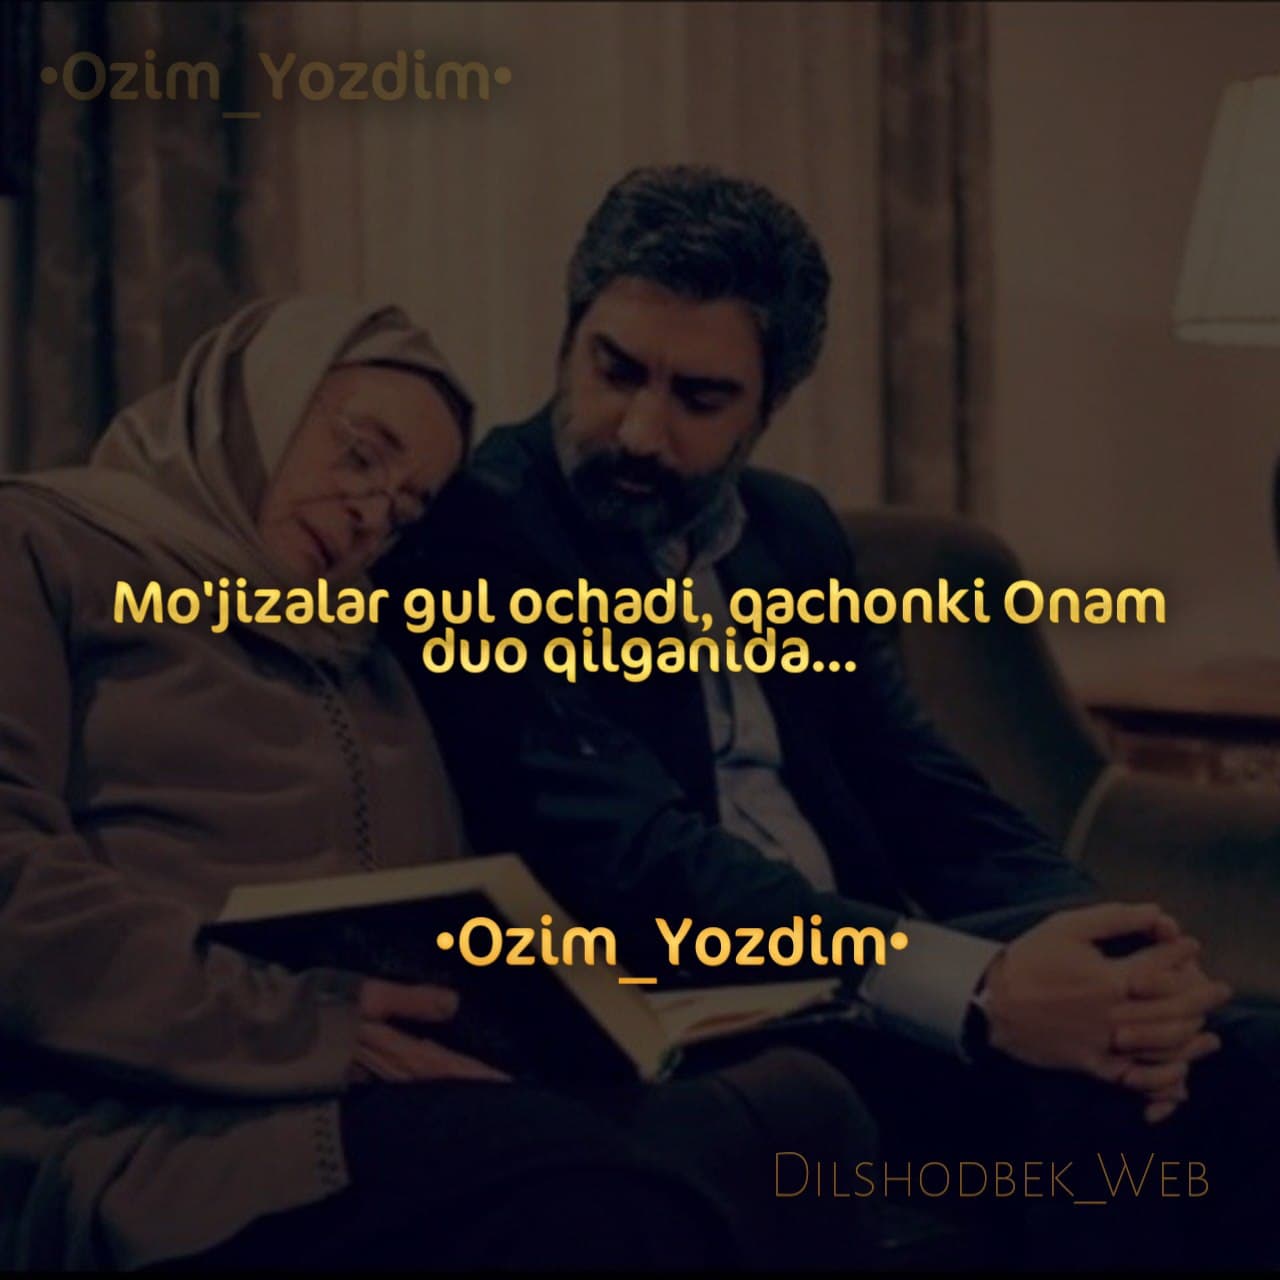 •Ozim_Yozdim•
Mo'jizalar gul ochadi, qachonki Onam
duo qilganida...
•Ozim_Yozdim•
Dilshodbek_Web